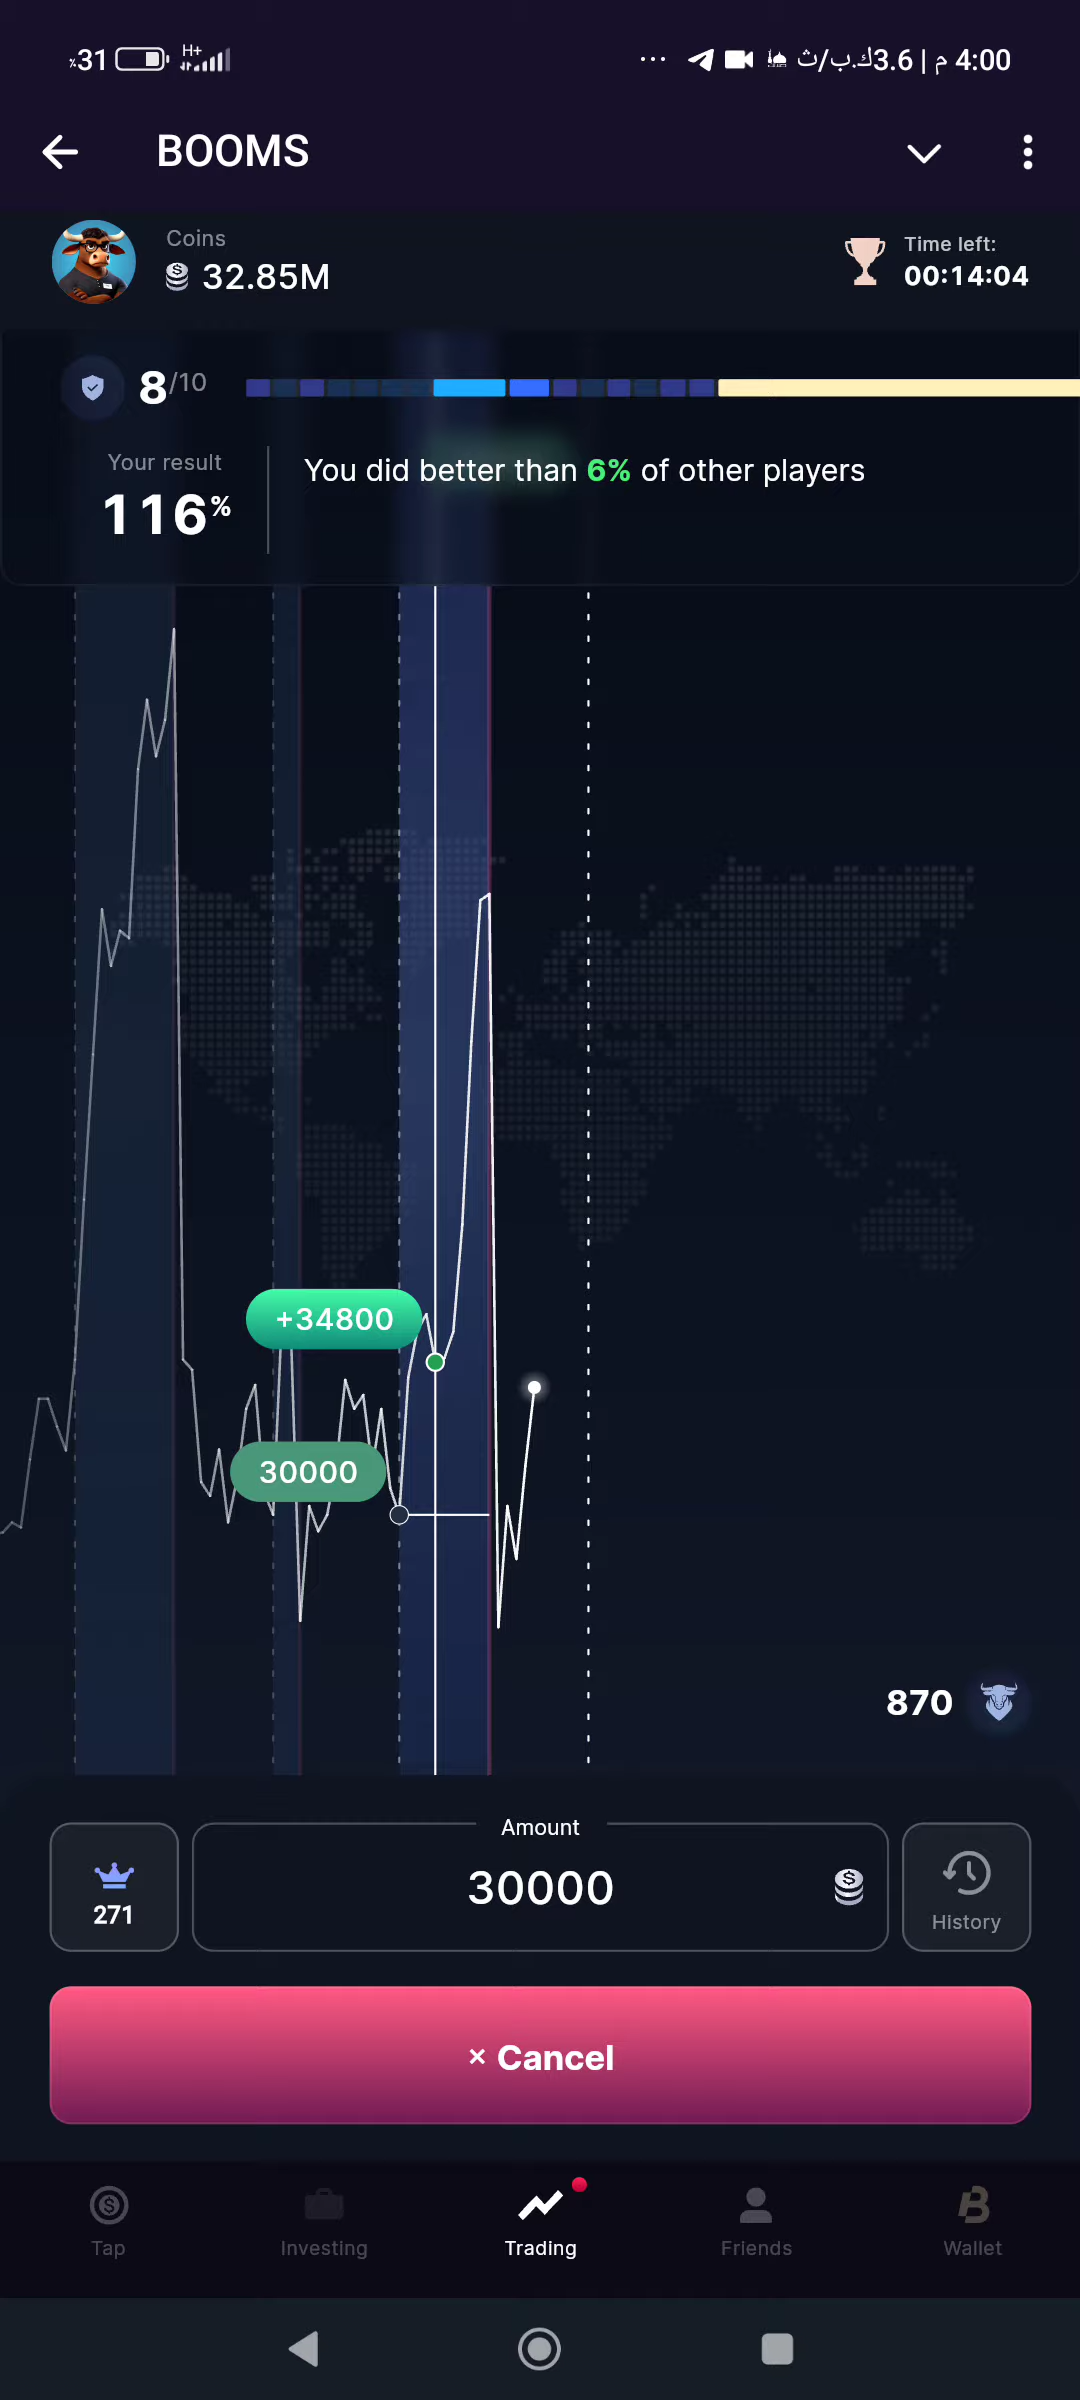 %31 H+ ... 3.6ك.ب/ث | م 4:00
BOOMS
Coins
32.85M
Time left:
00:14:04
8/10
Your result
116%
You did better than 6% of other players
+34800
30000
870
Amount
271
30000
History
× Cancel
Tap
Investing
Trading
Friends
Wallet